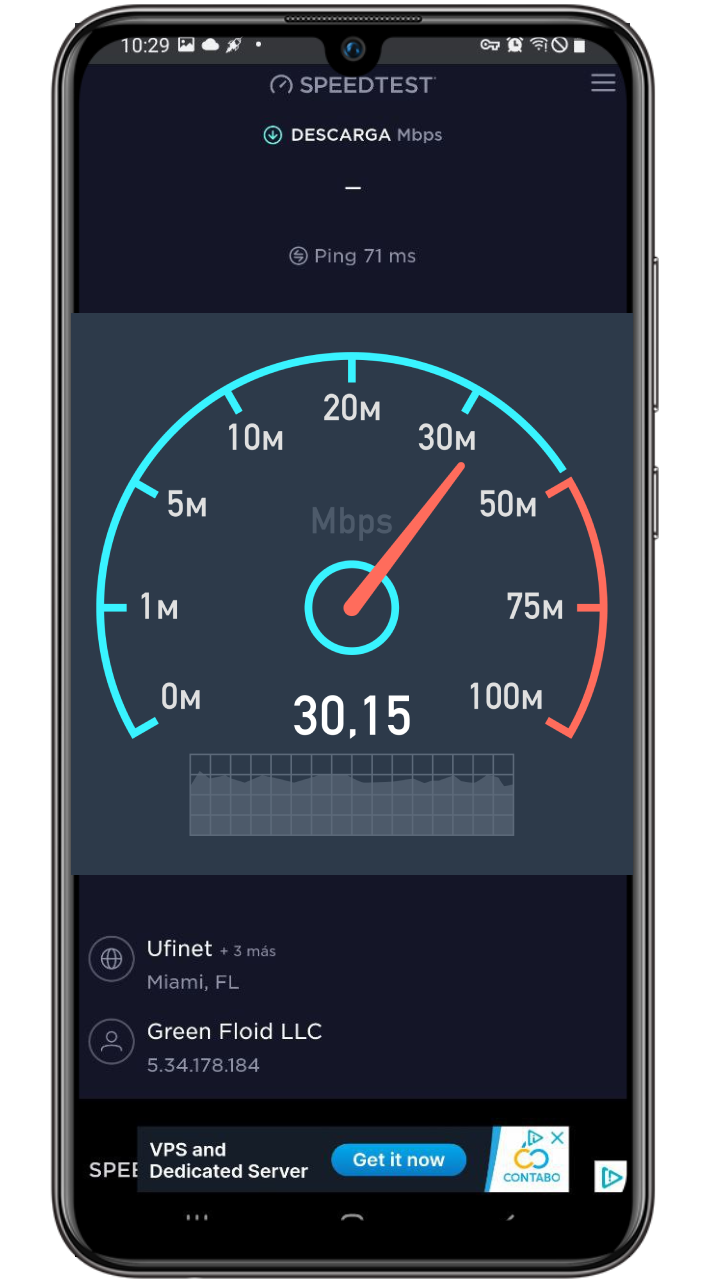 10:29
SPEEDTEST
DESCARGA Mbps
–
Ping 71 ms
20M
10M
30M
5M
50M
Mbps
1M
75M
0M
100M
30,15
Ufinet + 3 más
Miami, FL
Green Floid LLC
5.34.178.184
VPS and
Dedicated Server
Get it now
CONTABO
SPEE